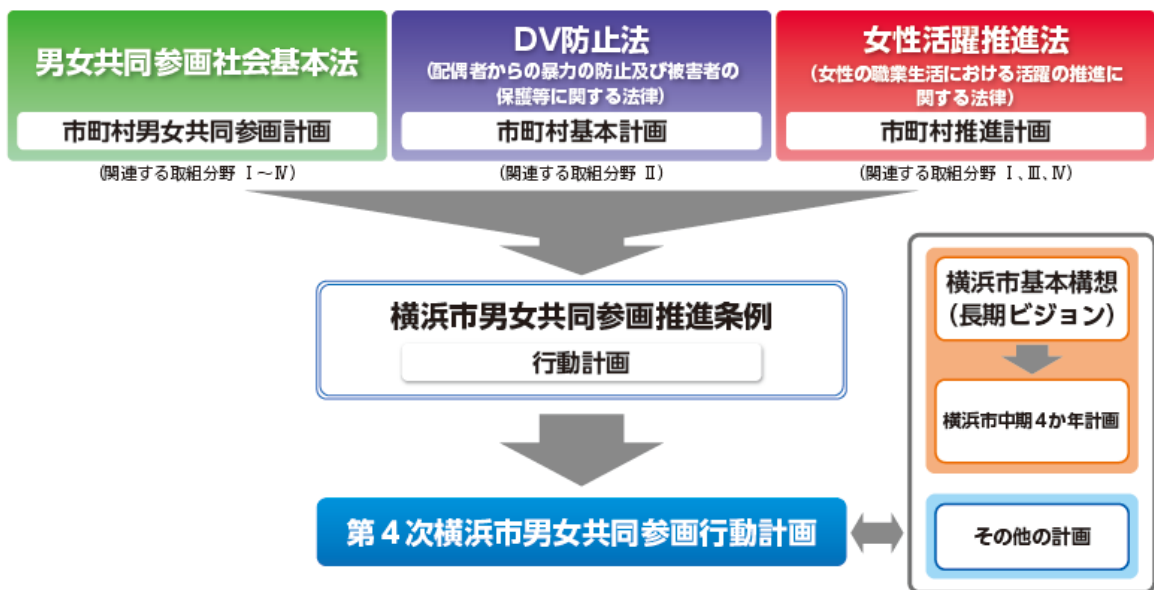 男女共同参画社会基本法
市町村男女共同参画計画
(関連する取組分野 Ⅰ～Ⅳ)
DV防止法
(配偶者からの暴力の防止及び被害者の
保護等に関する法律)
市町村基本計画
(関連する取組分野 Ⅱ)
女性活躍推進法
(女性の職業生活における活躍の推進に
関する法律)
市町村推進計画
(関連する取組分野 Ⅰ、Ⅲ、Ⅳ)
横浜市男女共同参画推進条例
行動計画
第4次横浜市男女共同参画行動計画
横浜市基本構想
(長期ビジョン)
横浜市中期4か年計画
その他の計画